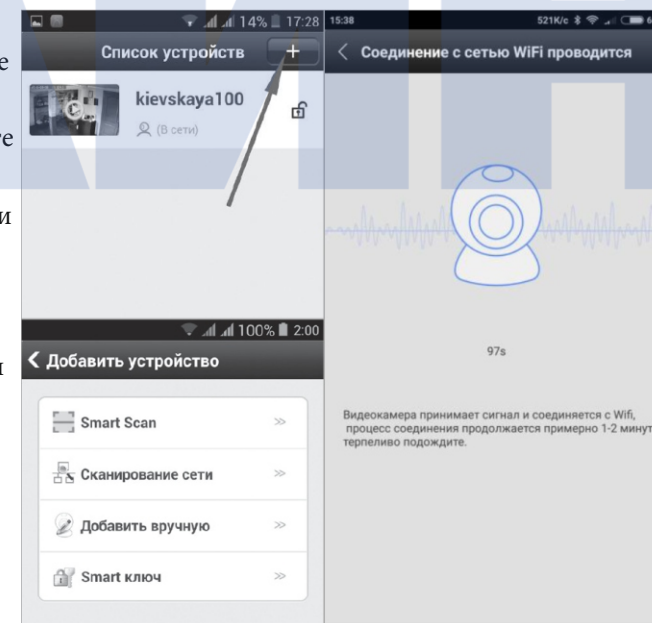 14% 17:28
Список устройств
+
kievskaya100
(В сети)
100% 2:00
Добавить устройство
Smart Scan
Сканирование сети
Добавить вручную
Smart ключ
15:38 521K/c
Соединение с сетью WiFi проводится
97s
Видеокамера принимает сигнал и соединяется с Wifi,
процесс соединения продолжается примерно 1-2 минут
терпеливо подождите.